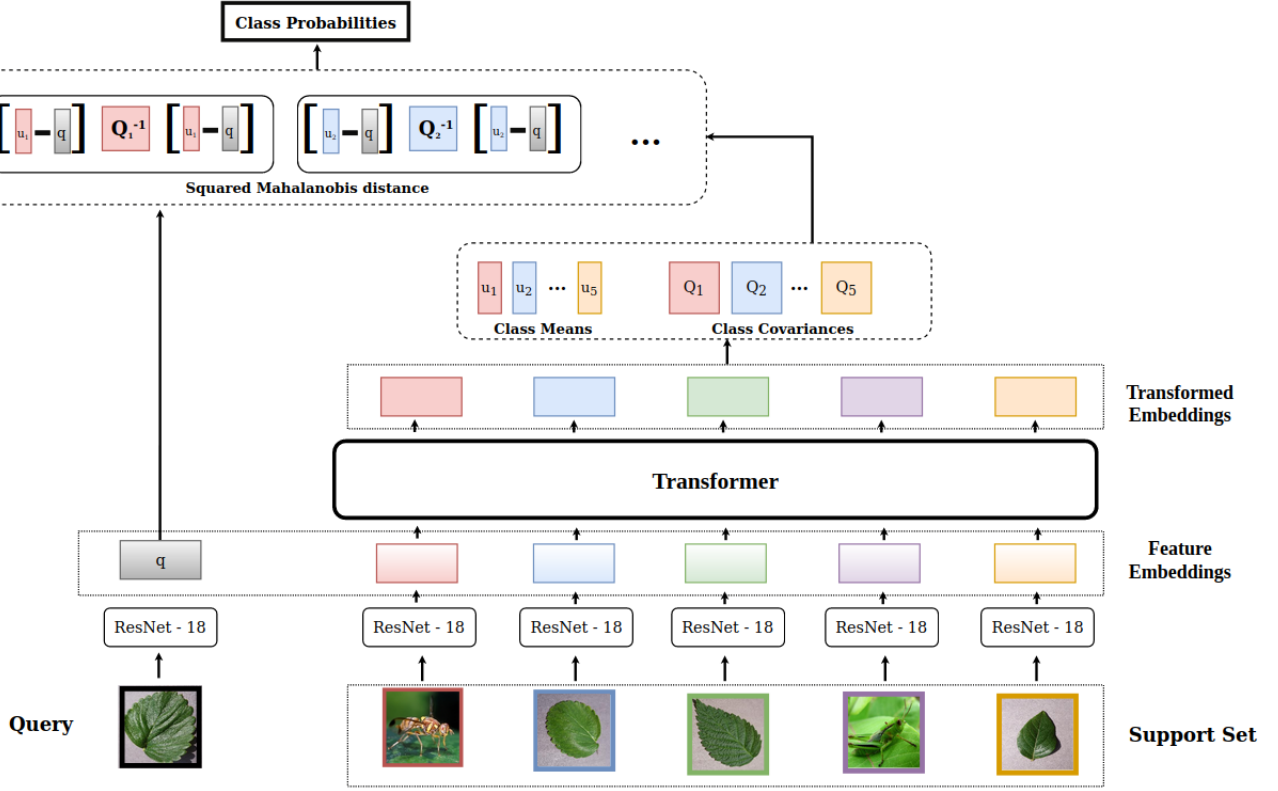 Class Probabilities
[u₁ − q] Q₁⁻¹ [u₁ − q] [u₂ − q] Q₂⁻¹ [u₂ − q] ...
Squared Mahalanobis distance
u₁ u₂ ... u₅ Q₁ Q₂ ... Q₅
Class Means Class Covariances
Transformed
Embeddings
Transformer
q
Feature
Embeddings
ResNet - 18 ResNet - 18 ResNet - 18 ResNet - 18 ResNet - 18 ResNet - 18
Query
Support Set